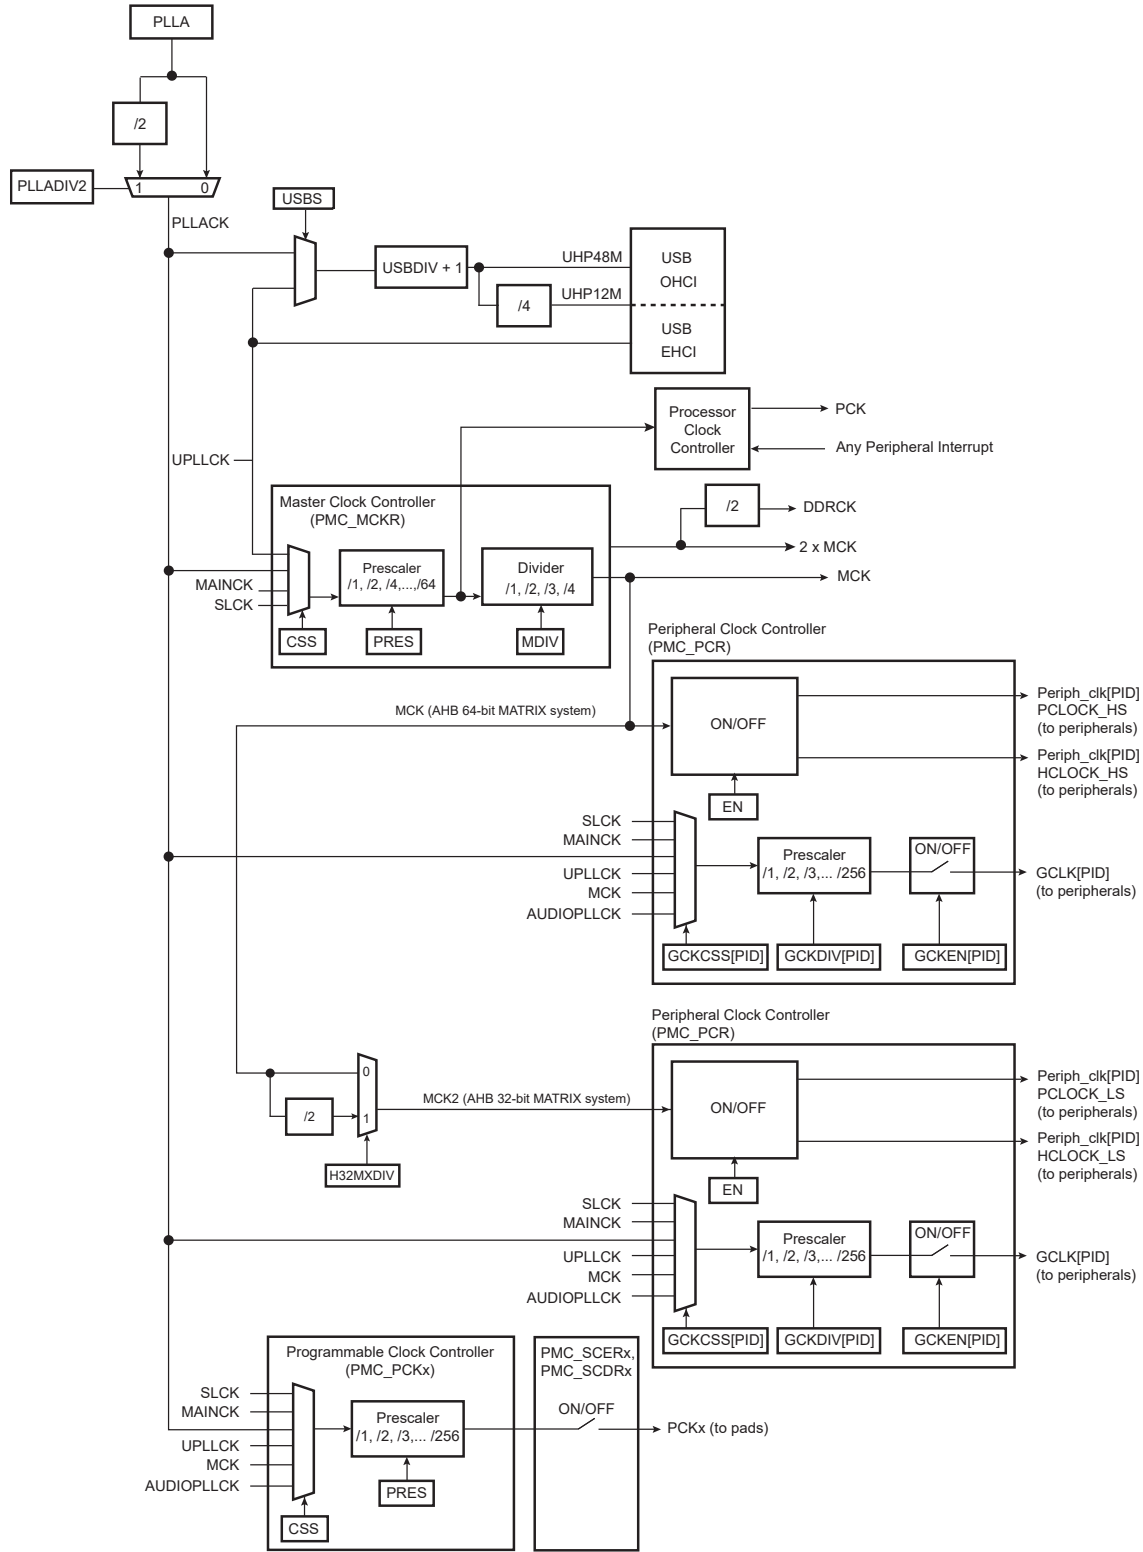 PLLA
/2
PLLADIV2
1
0
PLLACK
USBS
USBDIV + 1
UHP48M
/4
UHP12M
USB
OHCI
USB
EHCI
UPLLCK
Processor
Clock
Controller
PCK
Any Peripheral Interrupt
Master Clock Controller
(PMC_MCKR)
/2
DDRCK
2 x MCK
MCK
MAINCK
SLCK
Prescaler
/1, /2, /4,...,/64
Divider
/1, /2, /3, /4
CSS
PRES
MDIV
Peripheral Clock Controller
(PMC_PCR)
MCK (AHB 64-bit MATRIX system)
ON/OFF
Periph_clk[PID]
PCLOCK_HS
(to peripherals)
Periph_clk[PID]
HCLOCK_HS
(to peripherals)
EN
SLCK
MAINCK
UPLLCK
MCK
AUDIOPLLCK
Prescaler
/1, /2, /3,... /256
ON/OFF
GCLK[PID]
(to peripherals)
GCKCSS[PID]
GCKDIV[PID]
GCKEN[PID]
Peripheral Clock Controller
(PMC_PCR)
0
/2
1
H32MXDIV
MCK2 (AHB 32-bit MATRIX system)
ON/OFF
Periph_clk[PID]
PCLOCK_LS
(to peripherals)
Periph_clk[PID]
HCLOCK_LS
(to peripherals)
EN
SLCK
MAINCK
UPLLCK
MCK
AUDIOPLLCK
Prescaler
/1, /2, /3,... /256
ON/OFF
GCLK[PID]
(to peripherals)
GCKCSS[PID]
GCKDIV[PID]
GCKEN[PID]
Programmable Clock Controller
(PMC_PCKx)
SLCK
MAINCK
UPLLCK
MCK
AUDIOPLLCK
Prescaler
/1, /2, /3,... /256
PRES
CSS
PMC_SCERx,
PMC_SCDRx
ON/OFF
PCKx (to pads)